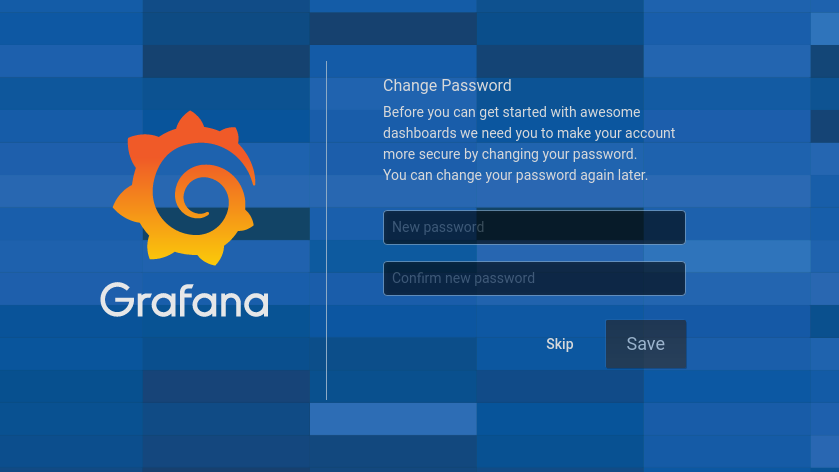 Grafana
Change Password
Before you can get started with awesome
dashboards we need you to make your account
more secure by changing your password.
You can change your password again later.
New password
Confirm new password
Skip
Save